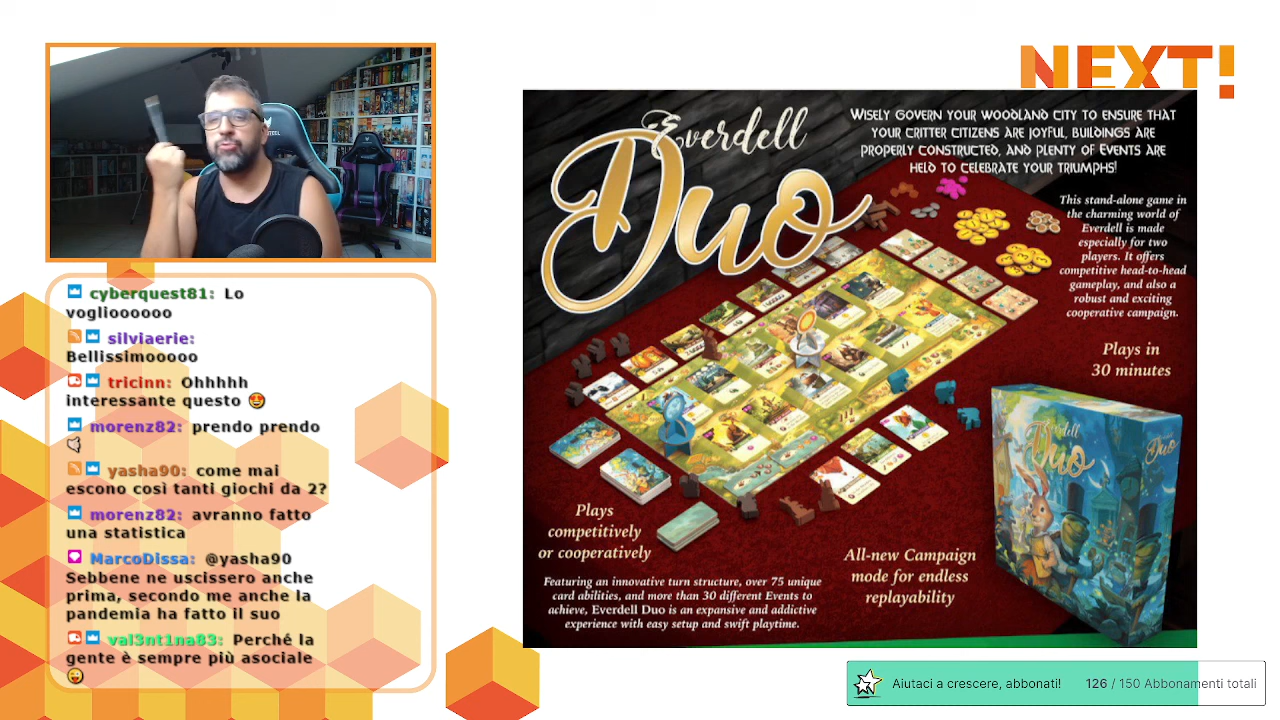 NEXT!
Everdell
Duo
WISELY GOVERN YOUR WOODLAND CITY TO ENSURE THAT
YOUR CRITTER CITIZENS ARE JOYFUL, BUILDINGS ARE
PROPERLY CONSTRUCTED, AND PLENTY OF EVENTS ARE
HELD TO CELEBRATE YOUR TRIUMPHS!
This stand-alone game in
the charming world of
Everdell is made
especially for two
players. It offers
competitive head-to-head
gameplay, and also a
robust and exciting
cooperative campaign.
Plays in
30 minutes
Everdell
Duo
Duo
Plays
competitively
or cooperatively
All-new Campaign
mode for endless
replayability
Featuring an innovative turn structure, over 75 unique
card abilities, and more than 30 different Events to
achieve, Everdell Duo is an expansive and addictive
experience with easy setup and swift playtime.
cyberquest81: Lo
voglioooooo
silviaerie:
Bellissimooooo
tricinn: Ohhhhh
interessante questo
morenz82: prendo prendo
yasha90: come mai
escono così tanti giochi da 2?
morenz82: avranno fatto
una statistica
MarcoDissa: @yasha90
Sebbene ne uscissero anche
prima, secondo me anche la
pandemia ha fatto il suo
val3nt1na83: Perché la
gente è sempre più asociale
Aiutaci a crescere, abbonati! 126 / 150 Abbonamenti totali